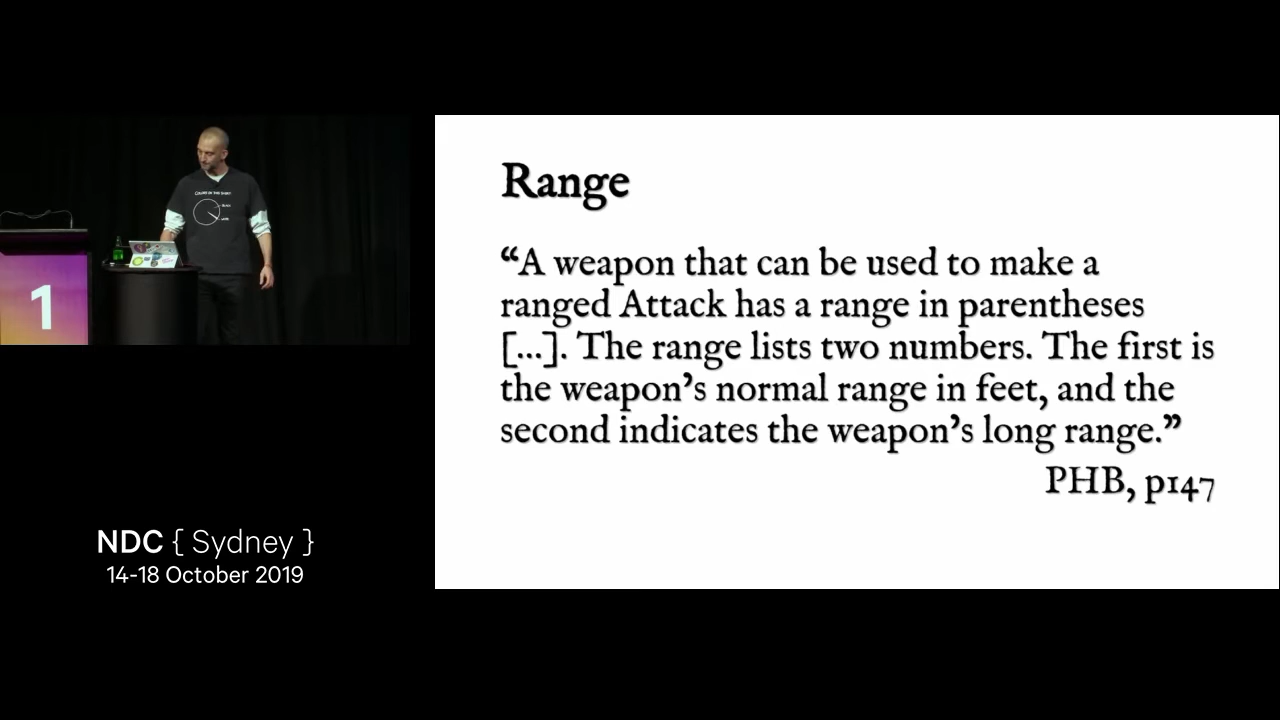 1
NDC { Sydney }
14-18 October 2019
Range
“A weapon that can be used to make a
ranged Attack has a range in parentheses
[...]. The range lists two numbers. The first is
the weapon’s normal range in feet, and the
second indicates the weapon’s long range.”
PHB, p147